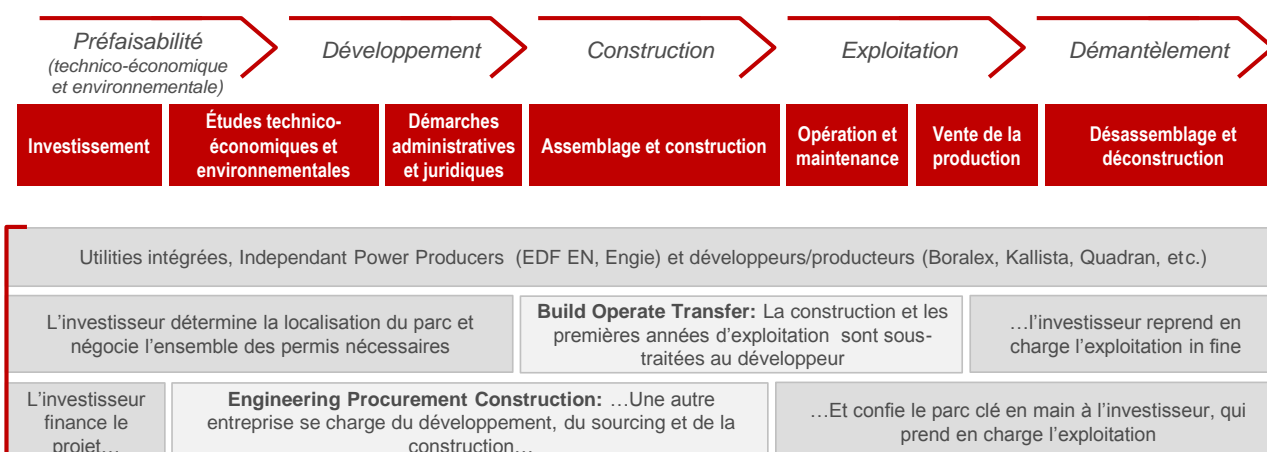 Préfaisabilité
(technico-économique
et environnementale)
Développement
Construction
Exploitation
Démantèlement
Investissement
Études technico-
économiques et
environnementales
Démarches
administratives
et juridiques
Assemblage et construction
Opération et
maintenance
Vente de la
production
Désassemblage et
déconstruction
Utilities intégrées, Independant Power Producers (EDF EN, Engie) et développeurs/producteurs (Boralex, Kallista, Quadran, etc.)
L’investisseur détermine la localisation du parc et
négocie l’ensemble des permis nécessaires
Build Operate Transfer: La construction et les
premières années d’exploitation sont sous-
traitées au développeur
…l’investisseur reprend en
charge l’exploitation in fine
L’investisseur
finance le
projet…
Engineering Procurement Construction: …Une autre
entreprise se charge du développement, du sourcing et de la
construction…
…Et confie le parc clé en main à l’investisseur, qui
prend en charge l’exploitation